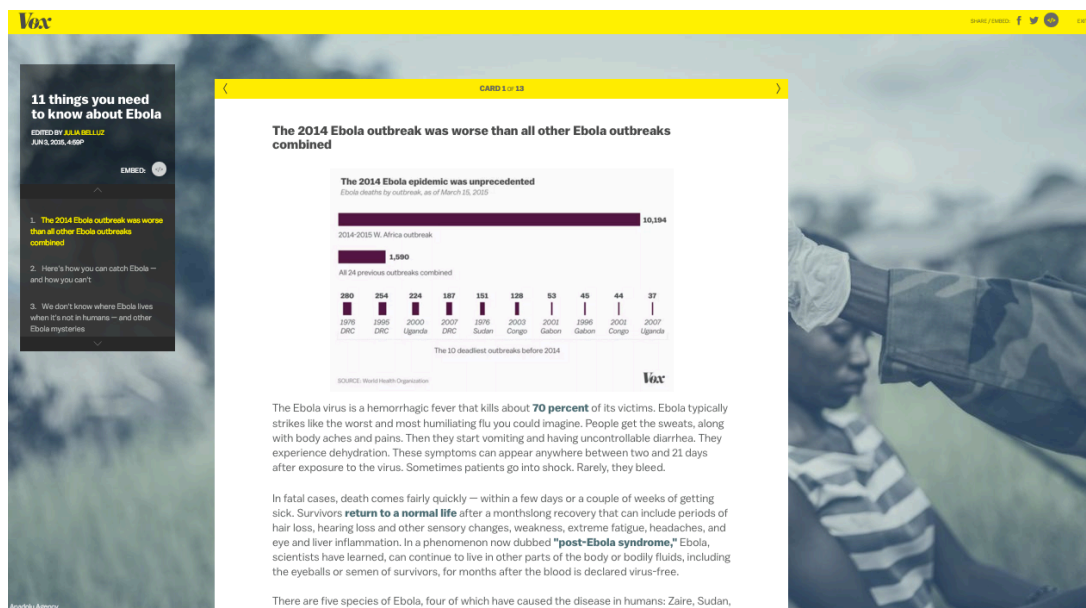 Vox
SHARE / EMBED:
11 things you need
to know about Ebola
EDITED BY JULIA BELLUZ
JUN 3, 2015, 4:59P
EMBED:
1. The 2014 Ebola outbreak was worse
than all other Ebola outbreaks
combined
2. Here's how you can catch Ebola —
and how you can't
3. We don't know where Ebola lives
when it's not in humans — and other
Ebola mysteries
CARD 1 OF 13
The 2014 Ebola outbreak was worse than all other Ebola outbreaks
combined
The 2014 Ebola epidemic was unprecedented
Ebola deaths by outbreak, as of March 15, 2015
10,194
2014-2015 W. Africa outbreak
1,590
All 24 previous outbreaks combined
280 254 224 187 151 128 53 45 44 37
1976 1995 2000 2007 1976 2003 2001 1996 2001 2007
DRC DRC Uganda DRC Sudan Congo Gabon Gabon Congo Uganda
The 10 deadliest outbreaks before 2014
SOURCE: World Health Organization
Vox
The Ebola virus is a hemorrhagic fever that kills about 70 percent of its victims. Ebola typically
strikes like the worst and most humiliating flu you could imagine. People get the sweats, along
with body aches and pains. Then they start vomiting and having uncontrollable diarrhea. They
experience dehydration. These symptoms can appear anywhere between two and 21 days
after exposure to the virus. Sometimes patients go into shock. Rarely, they bleed.
In fatal cases, death comes fairly quickly — within a few days or a couple of weeks of getting
sick. Survivors return to a normal life after a monthslong recovery that can include periods of
hair loss, hearing loss and other sensory changes, weakness, extreme fatigue, headaches, and
eye and liver inflammation. In a phenomenon now dubbed "post-Ebola syndrome," Ebola,
scientists have learned, can continue to live in other parts of the body or bodily fluids, including
the eyeballs or semen of survivors, for months after the blood is declared virus-free.
There are five species of Ebola, four of which have caused the disease in humans: Zaire, Sudan,
Anadolu Agency